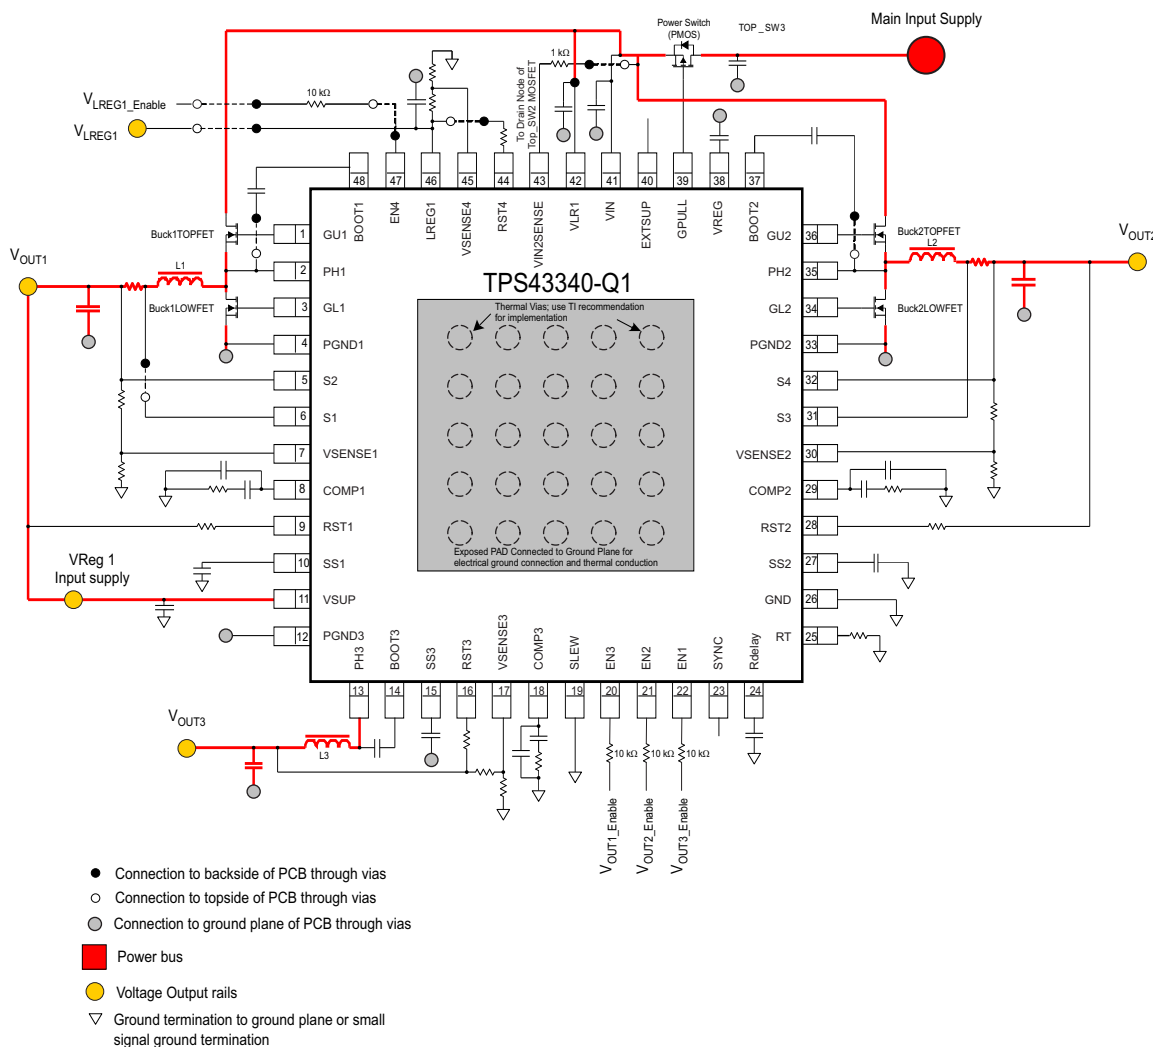 Power Switch
(PMOS)
TOP_SW3
Main Input Supply
1 kΩ
To Drain Node of
Top_SW2 MOSFET
VLREG1_Enable
10 kΩ
VLREG1
48
47
46
45
44
43
42
41
40
39
38
37
BOOT1
EN4
LREG1
VSENSE4
RST4
VIN2SENSE
VLR1
VIN
EXTSUP
GPULL
VREG
BOOT2
Buck1TOPFET
1
GU1
GU2
36
Buck2TOPFET
L2
VOUT2
VOUT1
L1
2
PH1
PH2
35
TPS43340-Q1
Thermal Vias; use TI recommendation
for implementation
Buck1LOWFET
3
GL1
GL2
34
Buck2LOWFET
4
PGND1
PGND2
33
5
S2
S4
32
6
S1
S3
31
7
VSENSE1
VSENSE2
30
8
COMP1
COMP2
29
9
RST1
RST2
28
Exposed PAD Connected to Ground Plane for
electrical ground connection and thermal conduction
VReg 1
Input supply
10
SS1
SS2
27
11
VSUP
GND
26
12
PGND3
RT
25
PH3
BOOT3
SS3
RST3
VSENSE3
COMP3
SLEW
EN3
EN2
EN1
SYNC
Rdelay
13
14
15
16
17
18
19
20
21
22
23
24
VOUT3
L3
10 kΩ
10 kΩ
10 kΩ
VOUT1_Enable
VOUT2_Enable
VOUT3_Enable
Connection to backside of PCB through vias
Connection to topside of PCB through vias
Connection to ground plane of PCB through vias
Power bus
Voltage Output rails
Ground termination to ground plane or small
signal ground termination